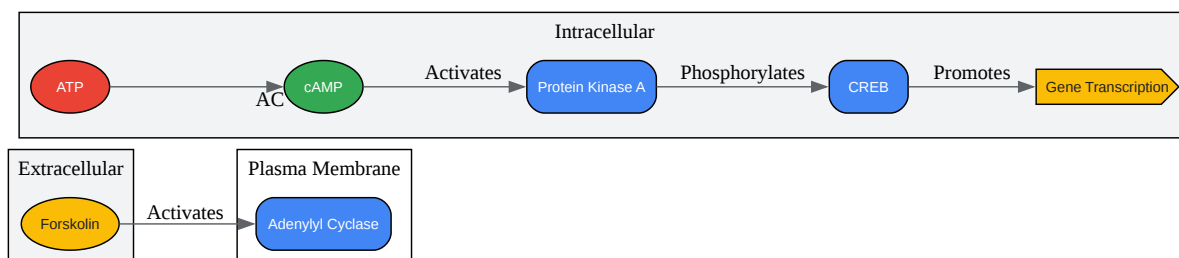 Intracellular
ATP
AC
cAMP
Activates
Protein Kinase A
Phosphorylates
CREB
Promotes
Gene Transcription
Extracellular
Forskolin
Activates
Plasma Membrane
Adenylyl Cyclase